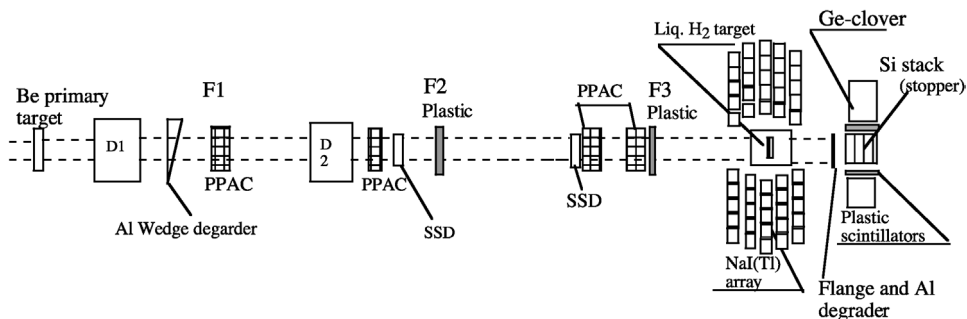 Be primary
target
D1
F1
PPAC
Al Wedge degarder
D
2
PPAC
SSD
F2
Plastic
SSD
PPAC
F3
Plastic
Liq. H2 target
NaI(Tl)
array
Ge-clover
Si stack
(stopper)
Plastic
scintillators
Flange and Al
degrader